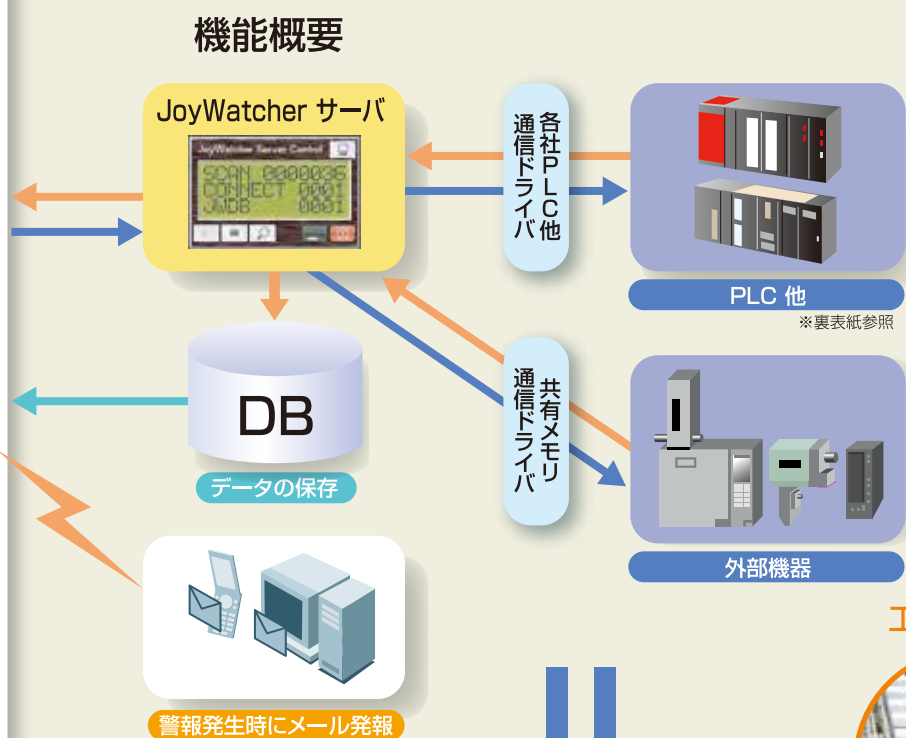 機能概要
JoyWatcher サーバ
JoyWatcher Server Control
SCAN 0000036
CONNECT 0001
JWDB 0001
各社PLC他
通信ドライバ
PLC 他
※裏表紙参照
DB
データの保存
共有メモリ
通信ドライバ
外部機器
警報発生時にメール発報